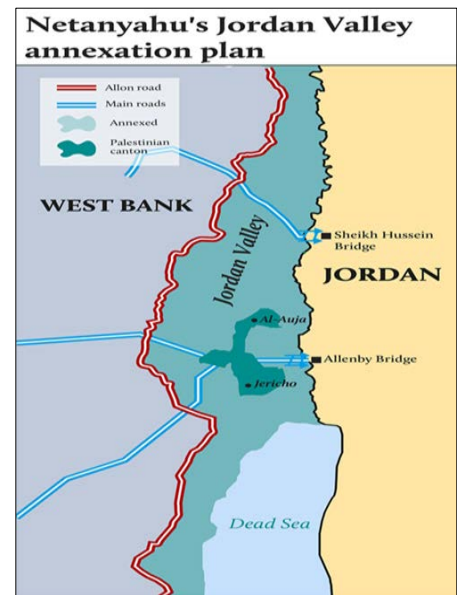 Netanyahu's Jordan Valley
annexation plan
Allon road
Main roads
Annexed
Palestinian
canton
WEST BANK
Jordan Valley
Sheikh Hussein
Bridge
JORDAN
Al-Auja
Allenby Bridge
Jericho
Dead Sea